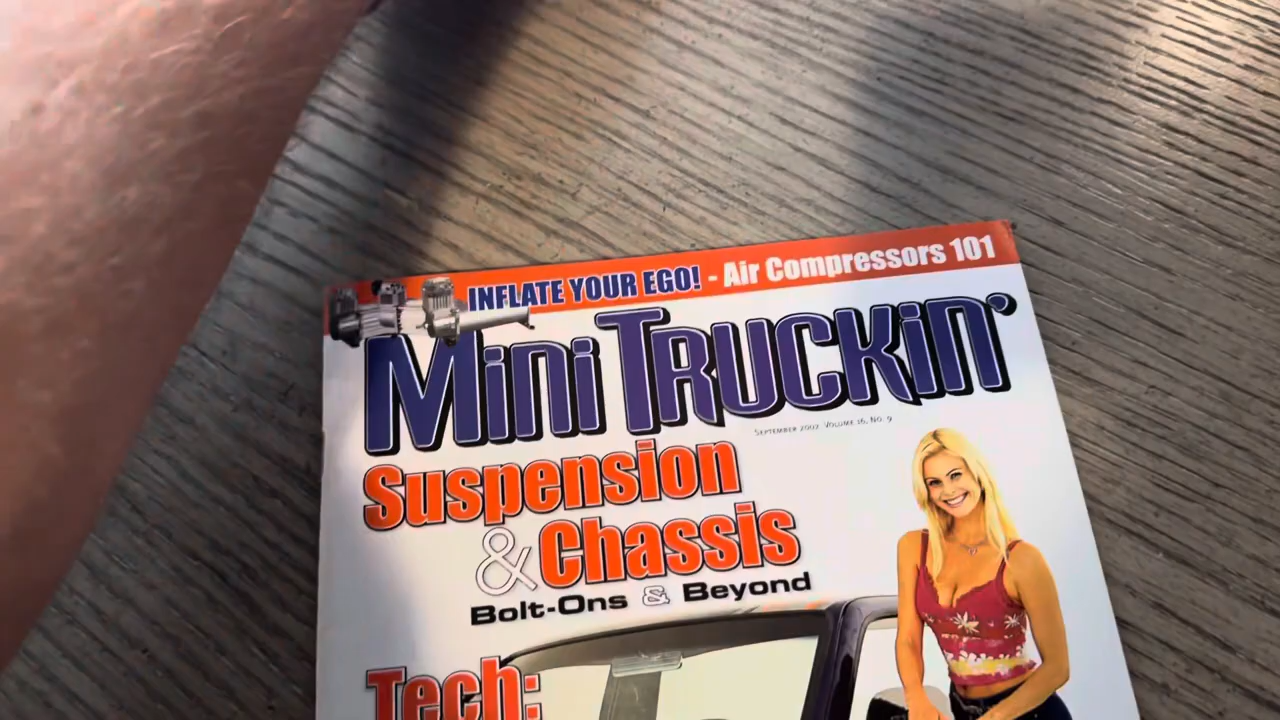 INFLATE YOUR EGO! - Air Compressors 101
Mini Truckin'
September 2002 Volume 16, No. 9
Suspension
& Chassis
Bolt-Ons & Beyond
Tech: